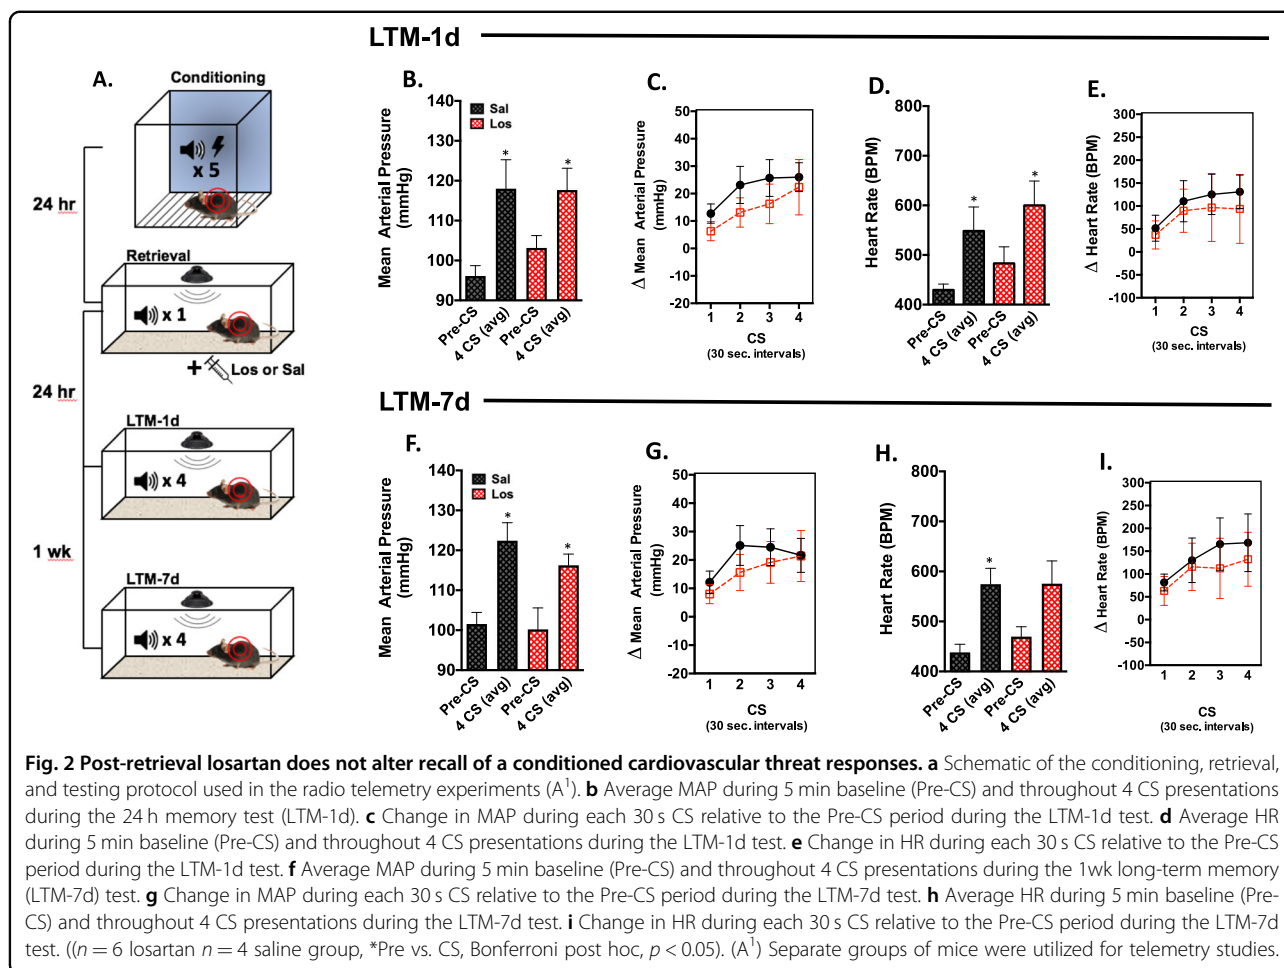 LTM-1d
A.
Conditioning
x 5
24 hr
Retrieval
x 1
+ Los or Sal
24 hr
LTM-1d
x 4
1 wk
LTM-7d
x 4
B.
Mean Arterial Pressure
(mmHg)
140
130
120
110
100
90
Sal
Los
*
*
Pre-CS
4 CS (avg)
Pre-CS
4 CS (avg)
C.
Δ Mean Arterial Pressure
(mmHg)
50
40
30
20
10
0
-10
-20
1 2 3 4
CS
(30 sec. intervals)
D.
Heart Rate (BPM)
800
700
600
500
400
*
*
Pre-CS
4 CS (avg)
Pre-CS
4 CS (avg)
E.
Δ Heart Rate (BPM)
300
250
200
150
100
50
0
-50
-100
1 2 3 4
CS
(30 sec. intervals)
LTM-7d
F.
Mean Arterial Pressure
(mmHg)
140
130
120
110
100
90
Sal
Los
*
*
Pre-CS
4 CS (avg)
Pre-CS
4 CS (avg)
G.
Δ Mean Arterial Pressure
(mmHg)
50
40
30
20
10
0
-10
-20
1 2 3 4
CS
(30 sec. intervals)
H.
Heart Rate (BPM)
800
700
600
500
400
*
Pre-CS
4 CS (avg)
Pre-CS
4 CS (avg)
I.
Δ Heart Rate (BPM)
300
250
200
150
100
50
0
-50
-100
1 2 3 4
CS
(30 sec. intervals)
Fig. 2 Post-retrieval losartan does not alter recall of a conditioned cardiovascular threat responses. a Schematic of the conditioning, retrieval,
and testing protocol used in the radio telemetry experiments (A¹). b Average MAP during 5 min baseline (Pre-CS) and throughout 4 CS presentations
during the 24 h memory test (LTM-1d). c Change in MAP during each 30 s CS relative to the Pre-CS period during the LTM-1d test. d Average HR
during 5 min baseline (Pre-CS) and throughout 4 CS presentations during the LTM-1d test. e Change in HR during each 30 s CS relative to the Pre-CS
period during the LTM-1d test. f Average MAP during 5 min baseline (Pre-CS) and throughout 4 CS presentations during the 1wk long-term memory
(LTM-7d) test. g Change in MAP during each 30 s CS relative to the Pre-CS period during the LTM-7d test. h Average HR during 5 min baseline (Pre-
CS) and throughout 4 CS presentations during the LTM-7d test. i Change in HR during each 30 s CS relative to the Pre-CS period during the LTM-7d
test. ((n = 6 losartan n = 4 saline group, *Pre vs. CS, Bonferroni post hoc, p < 0.05). (A¹) Separate groups of mice were utilized for telemetry studies.